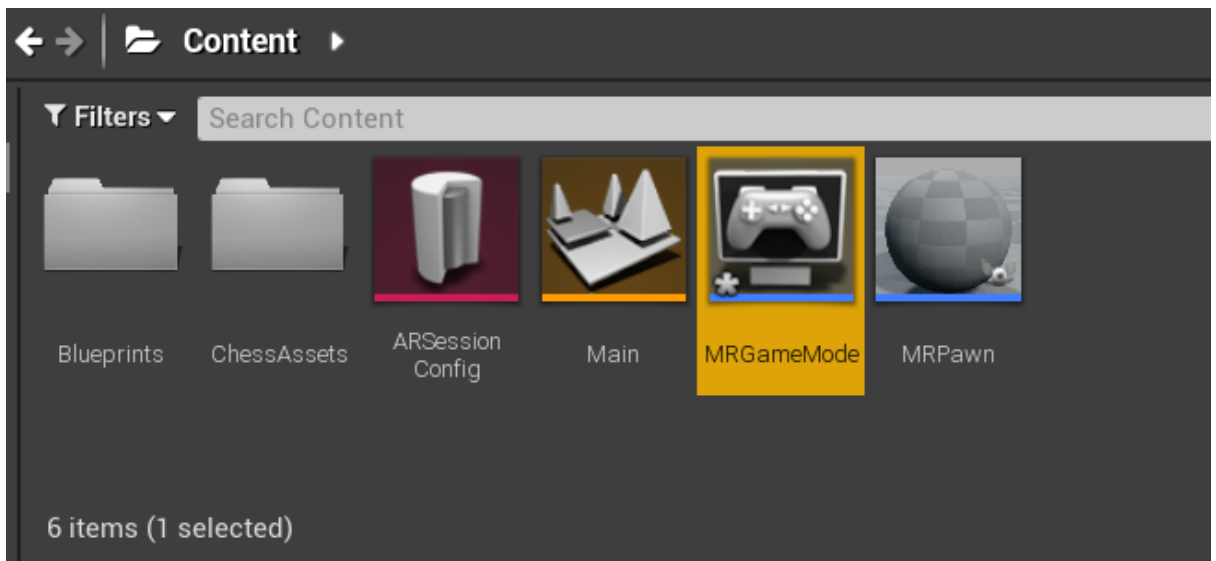 Content
Filters
Search Content
Blueprints
ChessAssets
ARSession
Config
Main
MRGameMode
MRPawn
6 items (1 selected)